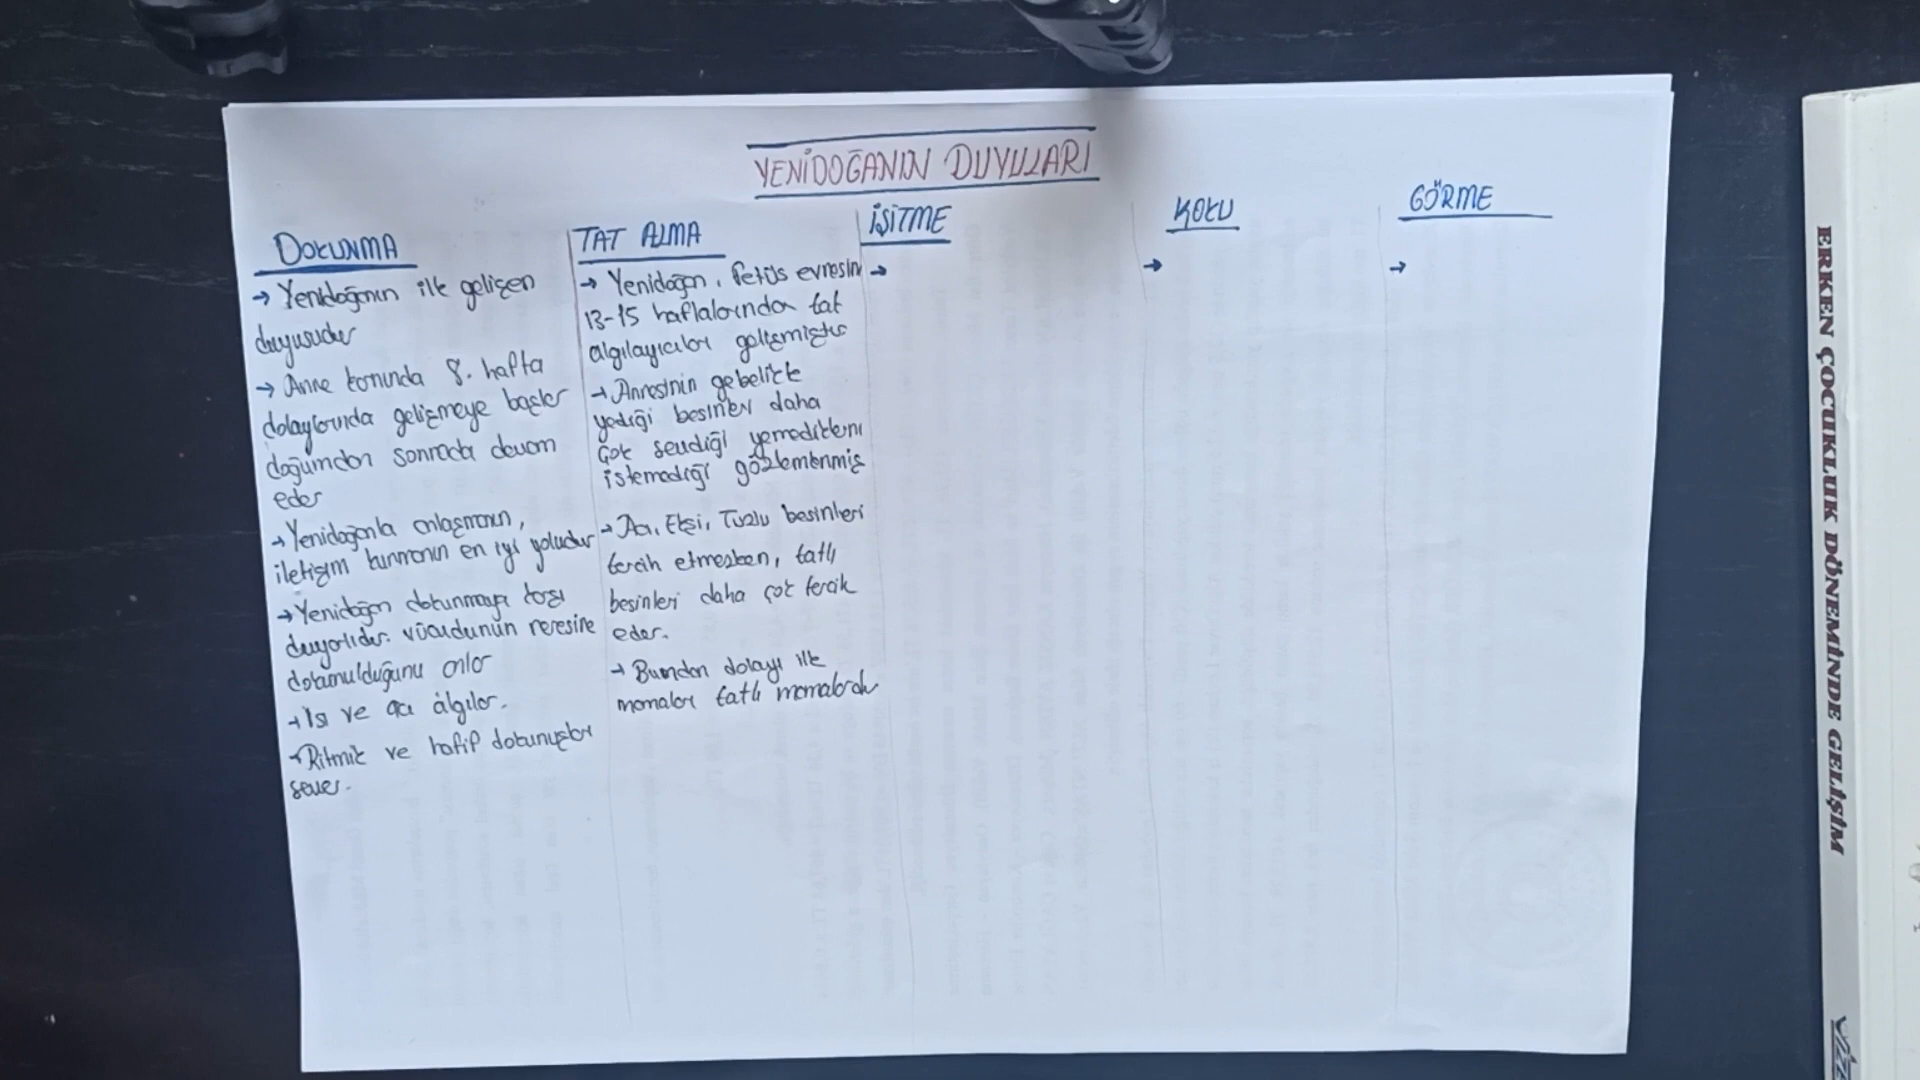 YENİDOĞANIN DUYULARI
DOKUNMA
→ Yenidoğanın ilk gelişen
duyusudur
→ Anne karnında 8. hafta
dolaylarında gelişmeye başlar
doğumdan sonrada devam
eder
→ Yenidoğanla anlaşmanın,
iletişim kurmanın en iyi yoludur
→ Yenidoğan dokunmaya karşı
duyarlıdır. vücudunun neresine
dokunulduğunu anlar
→ Isı ve acı algılar.
→ Ritmik ve hafif dokunuşları
sever.
TAT ALMA
→ Yenidoğan, fetüs evresin
13-15 haftalarında tat
algılayıcıları gelişmiştir
→ Annesinin gebelikte
yediği besinleri daha
çok sevdiği yemediklerini
istemediği gözlemlenmiş
→ Acı, Ekşi, Tuzlu besinleri
tercih etmezken, tatlı
besinleri daha çok tercih
eder.
→ Bundan dolayı ilk
mamaları tatlı mamalardır
İŞİTME
→
KOKU
→
GÖRME
→
ERKEN ÇOCUKLUK DÖNEMİNDE GELİŞİM